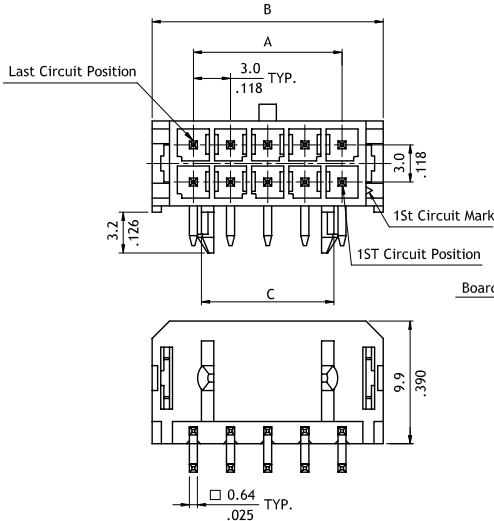 B
A
Last Circuit Position
3.0
.118
TYP.
3.0
.118
3.2
.126
1St Circuit Mark
1ST Circuit Position
C
Board
9.9
.390
□ 0.64
.025
TYP.